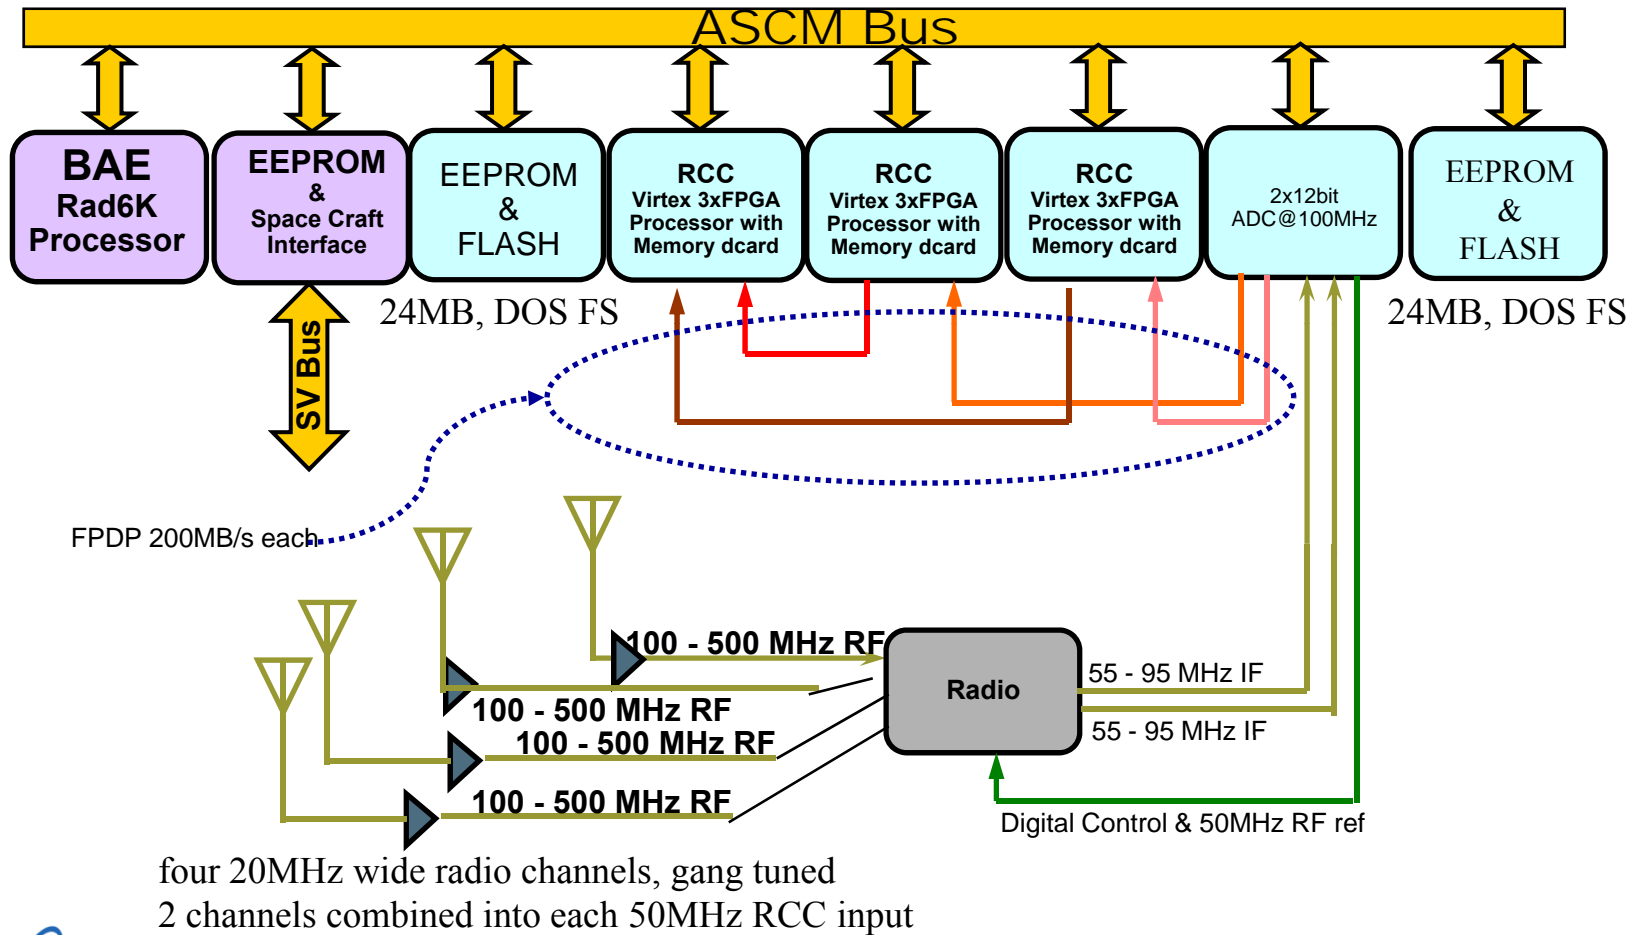 ASCM Bus
BAE
Rad6K
Processor
EEPROM
&
Space Craft
Interface
EEPROM
&
FLASH
RCC
Virtex 3xFPGA
Processor with
Memory dcard
RCC
Virtex 3xFPGA
Processor with
Memory dcard
RCC
Virtex 3xFPGA
Processor with
Memory dcard
2x12bit
ADC@100MHz
EEPROM
&
FLASH
24MB, DOS FS
24MB, DOS FS
SV Bus
FPDP 200MB/s each
100 - 500 MHz RF
100 - 500 MHz RF
100 - 500 MHz RF
100 - 500 MHz RF
Radio
55 - 95 MHz IF
55 - 95 MHz IF
Digital Control & 50MHz RF ref
four 20MHz wide radio channels, gang tuned
2 channels combined into each 50MHz RCC input